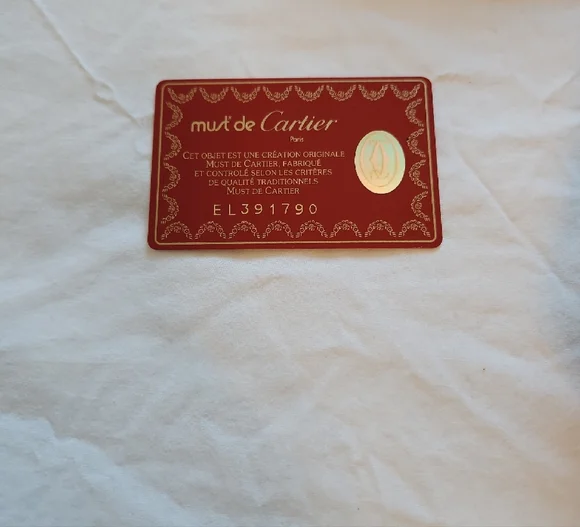 must de Cartier
Paris
CET OBJET EST UNE CRÉATION ORIGINALE
MUST DE CARTIER, FABRIQUÉ
ET CONTROLÉ SELON LES CRITÈRES
DE QUALITÉ TRADITIONNELS
MUST DE CARTIER
EL391790